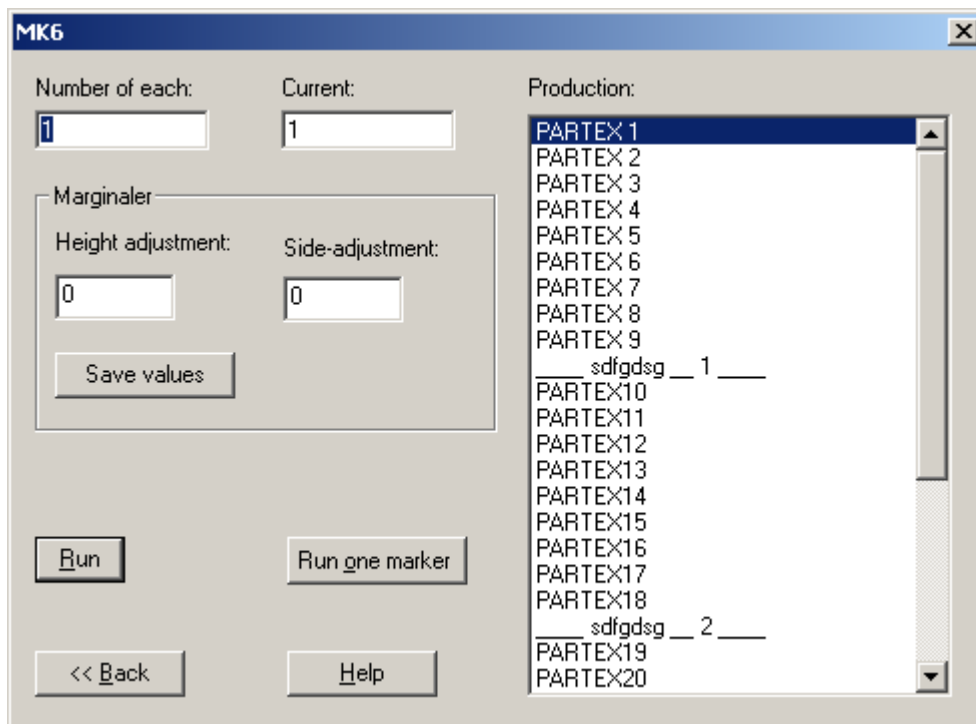 MK6
Number of each:
1
Current:
1
Marginaler
Height adjustment:
0
Side-adjustment:
0
Save values
Run
Run one marker
<< Back
Help
Production:
PARTEX 1
PARTEX 2
PARTEX 3
PARTEX 4
PARTEX 5
PARTEX 6
PARTEX 7
PARTEX 8
PARTEX 9
____ sdfgdsg __ 1 ____
PARTEX10
PARTEX11
PARTEX12
PARTEX13
PARTEX14
PARTEX15
PARTEX16
PARTEX17
PARTEX18
____ sdfgdsg __ 2 ____
PARTEX19
PARTEX20